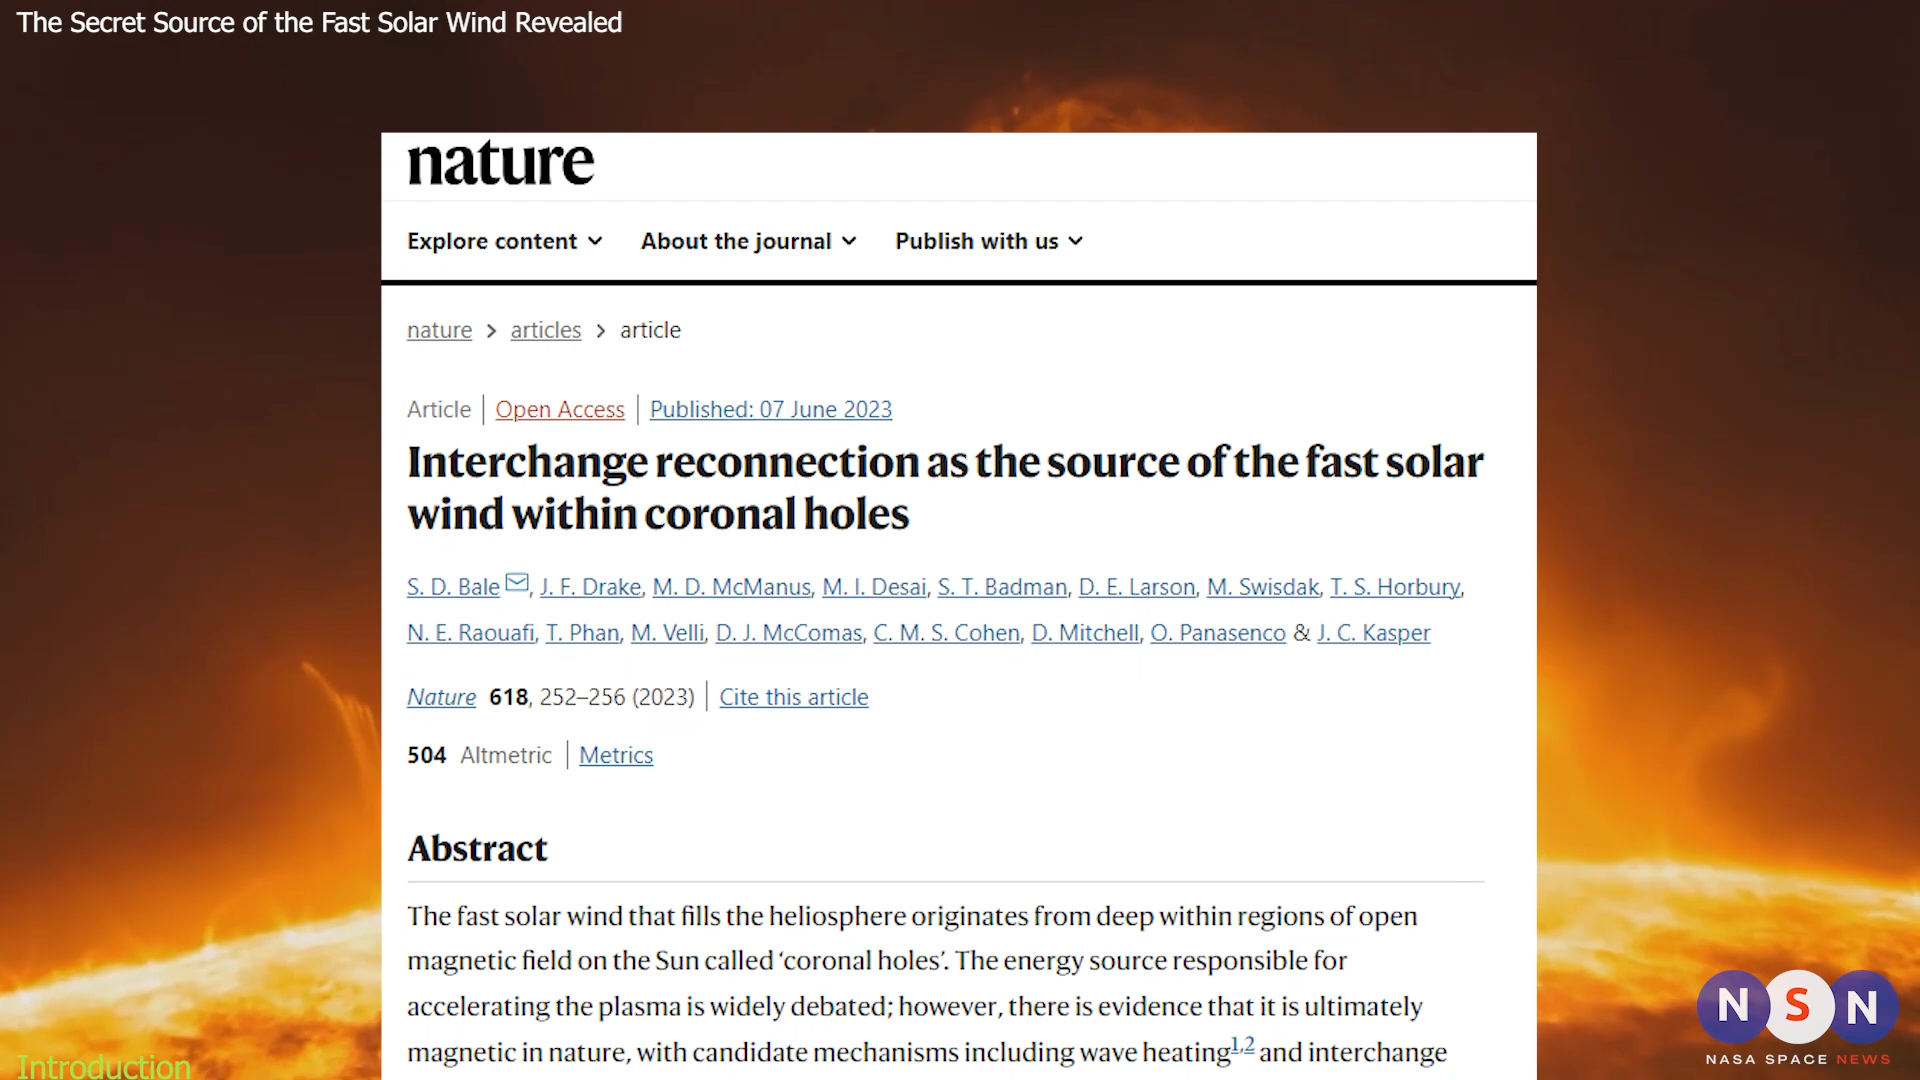 The Secret Source of the Fast Solar Wind Revealed
nature
Explore content About the journal Publish with us
nature > articles > article
Article | Open Access | Published: 07 June 2023
Interchange reconnection as the source of the fast solar
wind within coronal holes
S. D. Bale, J. F. Drake, M. D. McManus, M. I. Desai, S. T. Badman, D. E. Larson, M. Swisdak, T. S. Horbury,
N. E. Raouafi, T. Phan, M. Velli, D. J. McComas, C. M. S. Cohen, D. Mitchell, O. Panasenco & J. C. Kasper
Nature 618, 252–256 (2023) | Cite this article
504 Altmetric | Metrics
Abstract
The fast solar wind that fills the heliosphere originates from deep within regions of open
magnetic field on the Sun called ‘coronal holes’. The energy source responsible for
accelerating the plasma is widely debated; however, there is evidence that it is ultimately
magnetic in nature, with candidate mechanisms including wave heating1,2 and interchange
NSN
NASA SPACE NEWS
Introduction